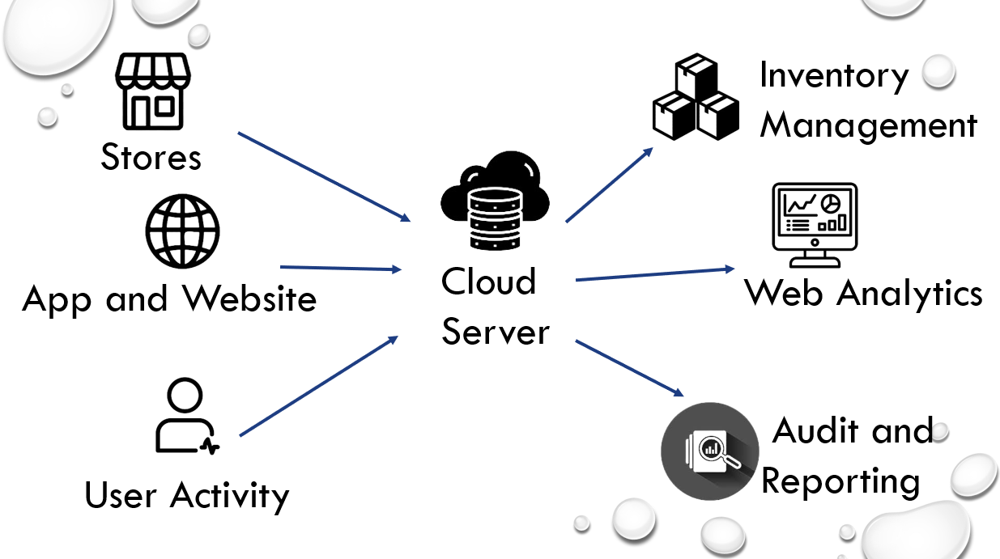 Stores
App and Website
User Activity
Cloud
Server
Inventory
Management
Web Analytics
Audit and
Reporting